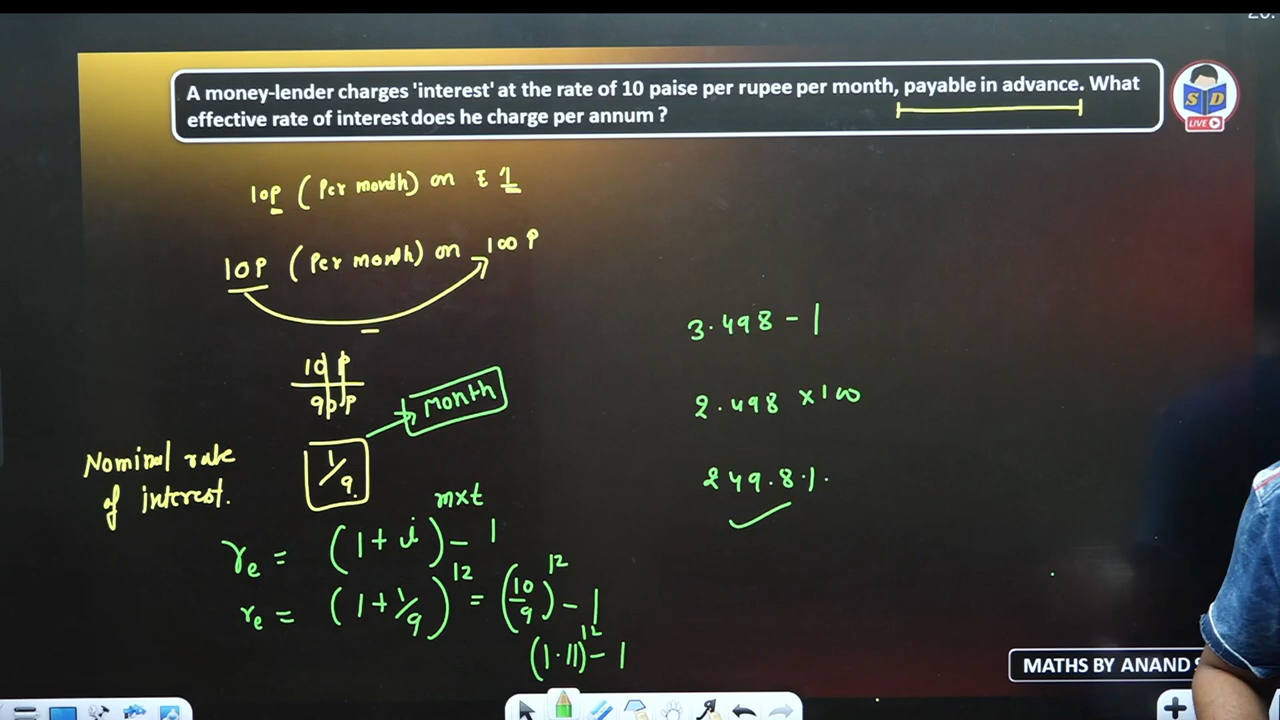 A money-lender charges 'interest' at the rate of 10 paise per rupee per month, payable in advance. What
effective rate of interest does he charge per annum ?
SD
LIVE
10p (Per month) on ₹ 1
10P (Per month) on 100 P
10 P
90 P
1/9
Month
Nominal rate
of interest.
re = (1+i)^mxt - 1
re = (1+1/9)^12 = (10/9)^12 - 1
(1.11)^12 - 1
3.498 - 1
2.498 x100
249.8%
MATHS BY ANAND S